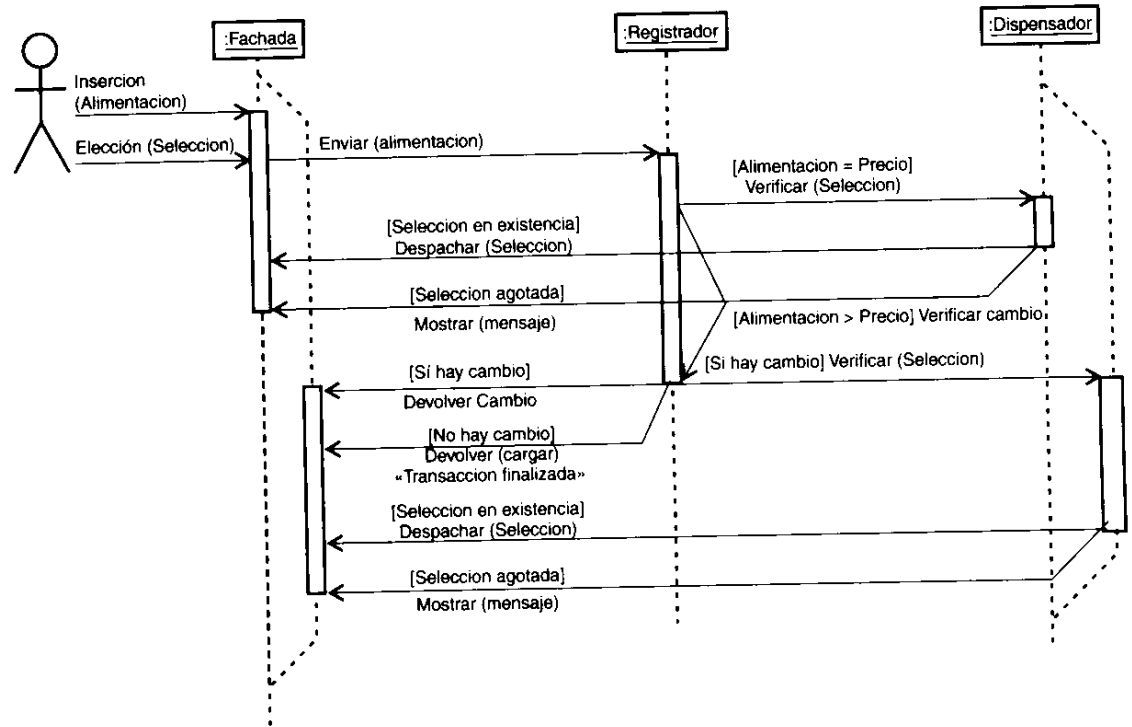 :Fachada
:Registrador
:Dispensador
Insercion
(Alimentacion)
Elección (Seleccion)
Enviar (alimentacion)
[Alimentacion = Precio]
Verificar (Seleccion)
[Seleccion en existencia]
Despachar (Seleccion)
[Seleccion agotada]
Mostrar (mensaje)
[Alimentacion > Precio] Verificar cambio
[Si hay cambio] Verificar (Seleccion)
[Sí hay cambio]
Devolver Cambio
[No hay cambio]
Devolver (cargar)
«Transaccion finalizada»
[Seleccion en existencia]
Despachar (Seleccion)
[Seleccion agotada]
Mostrar (mensaje)